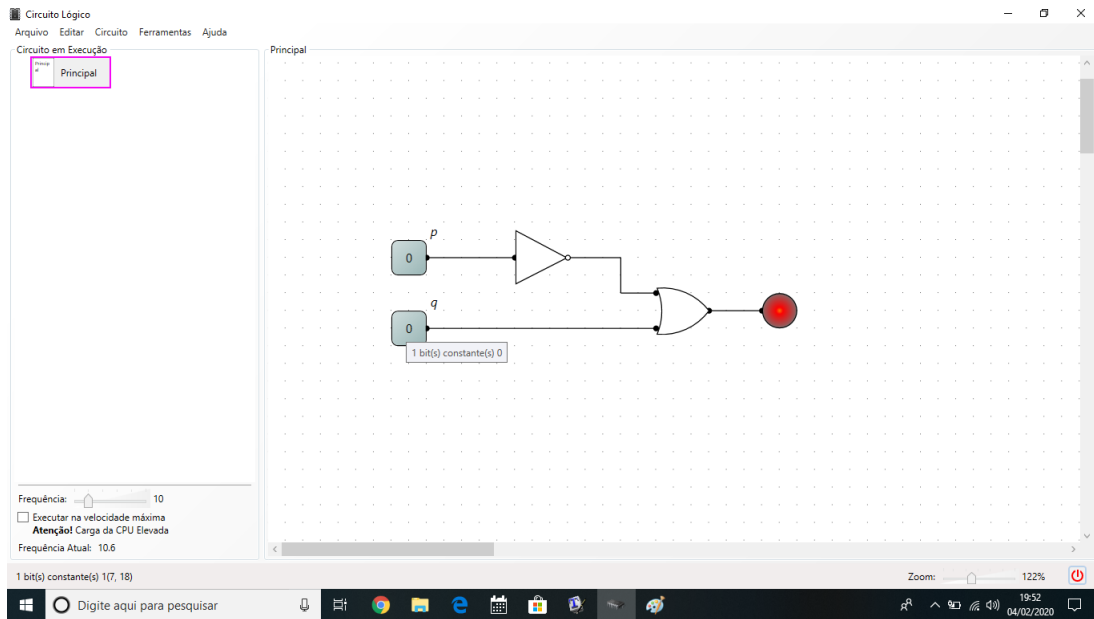 Circuito Lógico
Arquivo Editar Circuito Ferramentas Ajuda
Circuito em Execução
Princip
al
Principal
Principal
p
0
q
0
1 bit(s) constante(s) 0
Frequência: 10
Executar na velocidade máxima
Atenção! Carga da CPU Elevada
Frequência Atual: 10.6
1 bit(s) constante(s) 1(7, 18)
Zoom: 122%
Digite aqui para pesquisar
19:52
04/02/2020